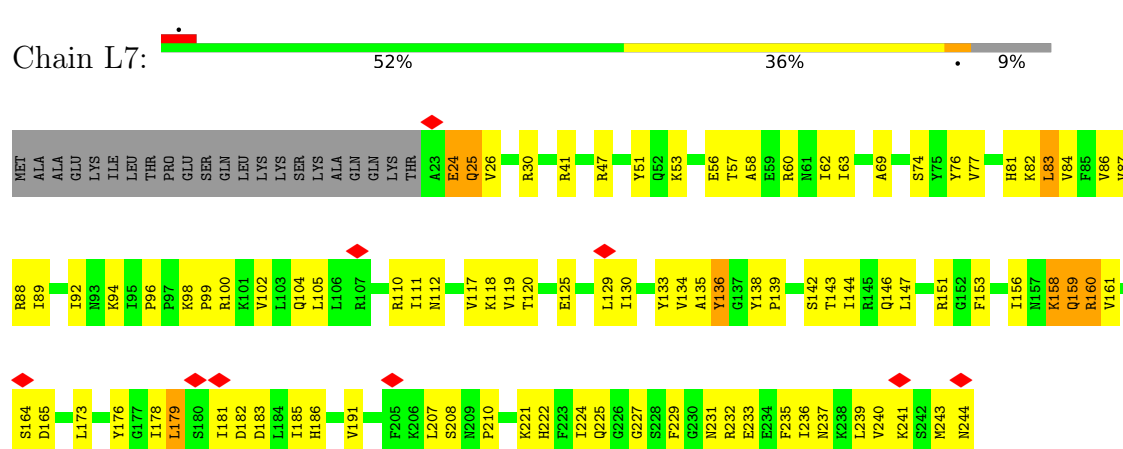 Chain L7: • 52% 36% • 9%
MET ALA ALA GLU LYS ILE LEU THR PRO GLU SER GLN LEU LYS LYS SER LYS ALA GLN GLN LYS THR A23 E24 Q25 V26 R30 R41 R47 Y51 Q52 K53 E56 T57 A58 E59 R60 N61 I62 I63 A69 S74 Y75 Y76 V77 H81 K82 L83 V84 F85 V86 V87
R88 I89 I92 N93 K94 I95 P96 P97 K98 P99 R100 K101 V102 L103 Q104 L105 L106 R107 R110 I111 N112 V117 K118 V119 T120 E125 L129 I130 Y133 V134 A135 Y136 G137 Y138 P139 S142 T143 I144 R145 Q146 L147 R151 G152 F153 I156 N157 K158 Q159 R160 V161
S164 D165 L173 Y176 G177 I178 L179 S180 I181 D182 D183 L184 I185 H186 V191 F205 K206 L207 S208 N209 P210 K221 H222 F223 I224 Q225 G226 G227 S228 F229 G230 N231 R232 E233 E234 F235 I236 N237 K238 L239 V240 K241 S242 M243 N244